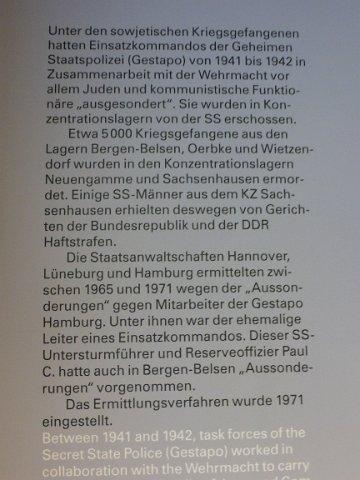 Unter den sowjetischen Kriegsgefangenen
hatten Einsatzkommandos der Geheimen
Staatspolizei (Gestapo) von 1941 bis 1942 in
Zusammenarbeit mit der Wehrmacht vor
allem Juden und kommunistische Funktio-
näre „ausgesondert“. Sie wurden in Kon-
zentrationslagern von der SS erschossen.
Etwa 5 000 Kriegsgefangene aus den
Lagern Bergen-Belsen, Oerbke und Wietzen-
dorf wurden in den Konzentrationslagern
Neuengamme und Sachsenhausen ermor-
det. Einige SS-Männer aus dem KZ Sach-
senhausen erhielten deswegen von Gerich-
ten der Bundesrepublik und der DDR
Haftstrafen.
Die Staatsanwaltschaften Hannover,
Lüneburg und Hamburg ermittelten zwi-
schen 1965 und 1971 wegen der „Ausson-
derungen“ gegen Mitarbeiter der Gestapo
Hamburg. Unter ihnen war der ehemalige
Leiter eines Einsatzkommandos. Dieser SS-
Untersturmführer und Reserveoffizier Paul
C. hatte auch in Bergen-Belsen „Aussonde-
rungen“ vorgenommen.
Das Ermittlungsverfahren wurde 1971
eingestellt.
Between 1941 and 1942, task forces of the
Secret State Police (Gestapo) worked in
collaboration with the Wehrmacht to carry